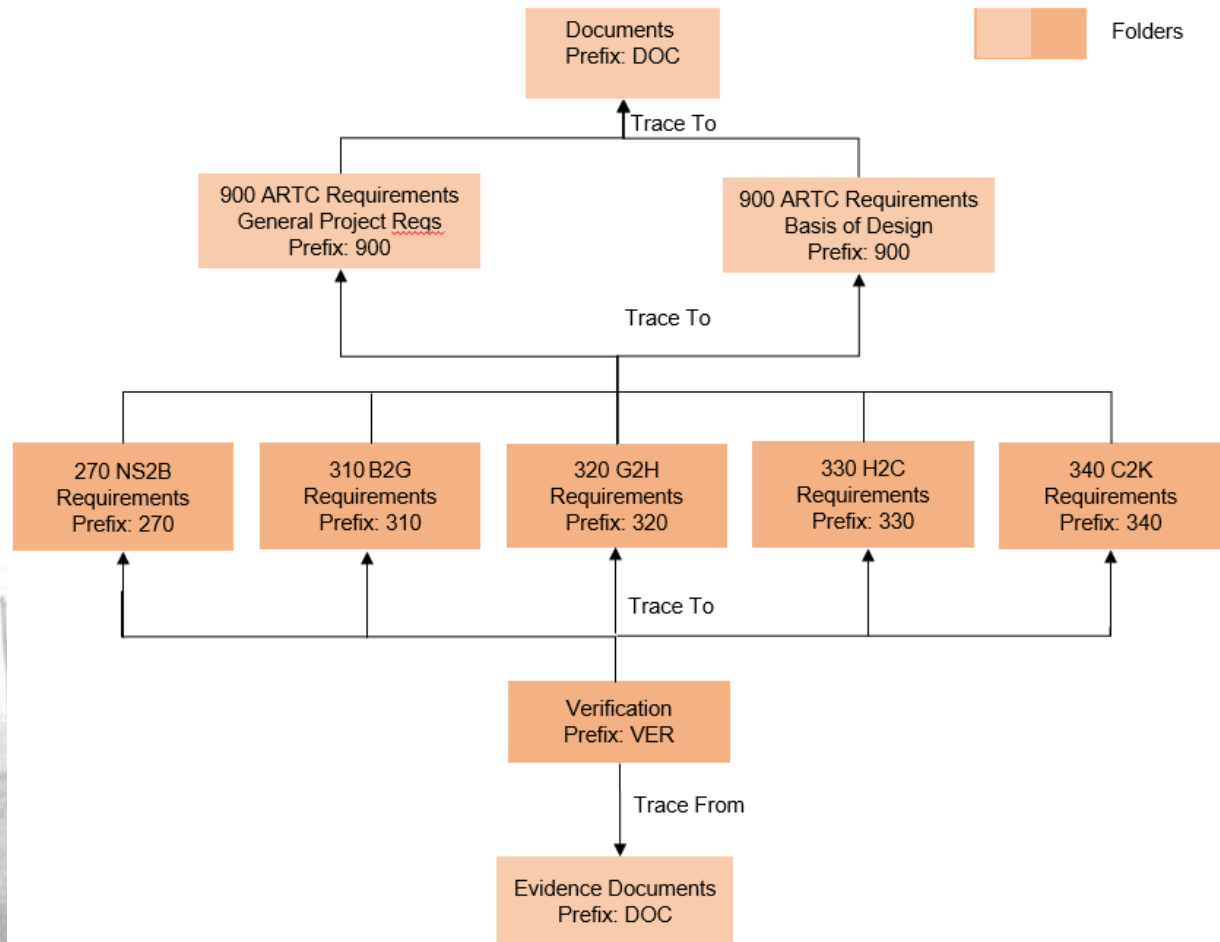 Documents
Prefix: DOC
Folders
Trace To
900 ARTC Requirements
General Project Reqs
Prefix: 900
900 ARTC Requirements
Basis of Design
Prefix: 900
Trace To
270 NS2B
Requirements
Prefix: 270
310 B2G
Requirements
Prefix: 310
320 G2H
Requirements
Prefix: 320
330 H2C
Requirements
Prefix: 330
340 C2K
Requirements
Prefix: 340
Trace To
Verification
Prefix: VER
Trace From
Evidence Documents
Prefix: DOC